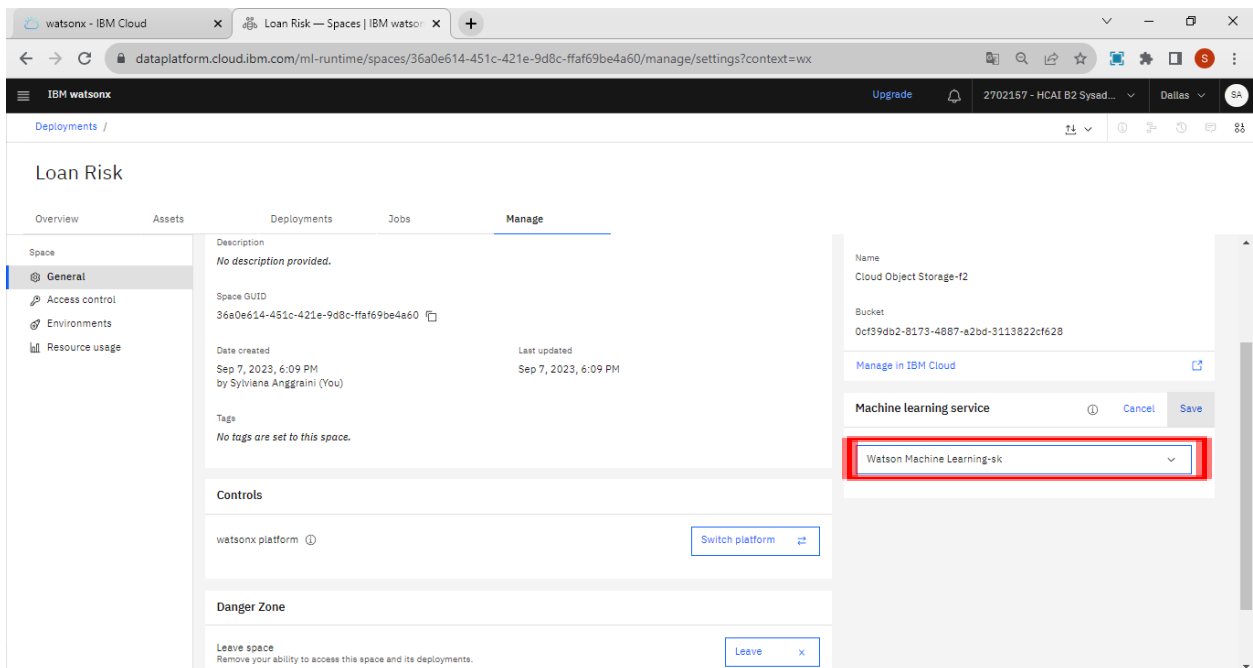 watsonx - IBM Cloud
Loan Risk — Spaces | IBM watson
dataplatform.cloud.ibm.com/ml-runtime/spaces/36a0e614-451c-421e-9d8c-ffaf69be4a60/manage/settings?context=wx
S
IBM watsonx
Upgrade
2702157 - HCAI B2 Sysad...
Dallas
SA
Deployments /
Loan Risk
Overview
Assets
Deployments
Jobs
Manage
Space
General
Access control
Environments
Resource usage
Description
No description provided.
Space GUID
36a0e614-451c-421e-9d8c-ffaf69be4a60
Date created
Last updated
Sep 7, 2023, 6:09 PM
Sep 7, 2023, 6:09 PM
by Sylviana Anggraini (You)
Tags
No tags are set to this space.
Controls
watsonx platform
Switch platform
Danger Zone
Leave space
Remove your ability to access this space and its deployments.
Leave
Name
Cloud Object Storage-f2
Bucket
0cf39db2-8173-4887-a2bd-3113822cf628
Manage in IBM Cloud
Machine learning service
Cancel
Save
Watson Machine Learning-sk